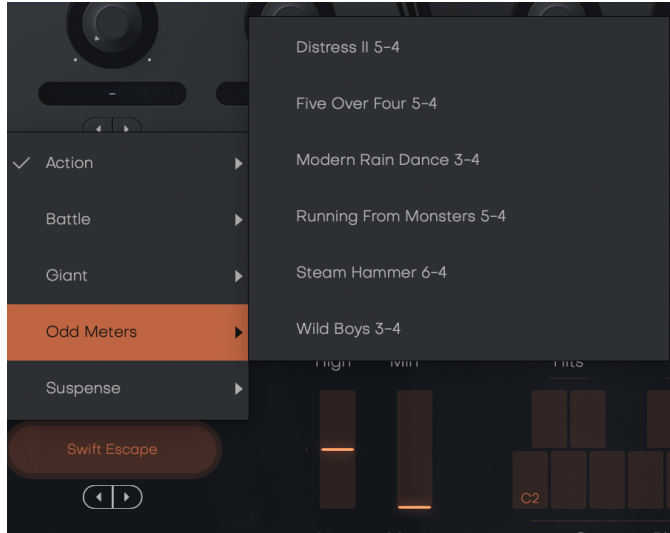 –
Action
Battle
Giant
Odd Meters
Suspense
Distress II 5-4
Five Over Four 5-4
Modern Rain Dance 3-4
Running From Monsters 5-4
Steam Hammer 6-4
Wild Boys 3-4
High
Min
Hits
Swift Escape
C2